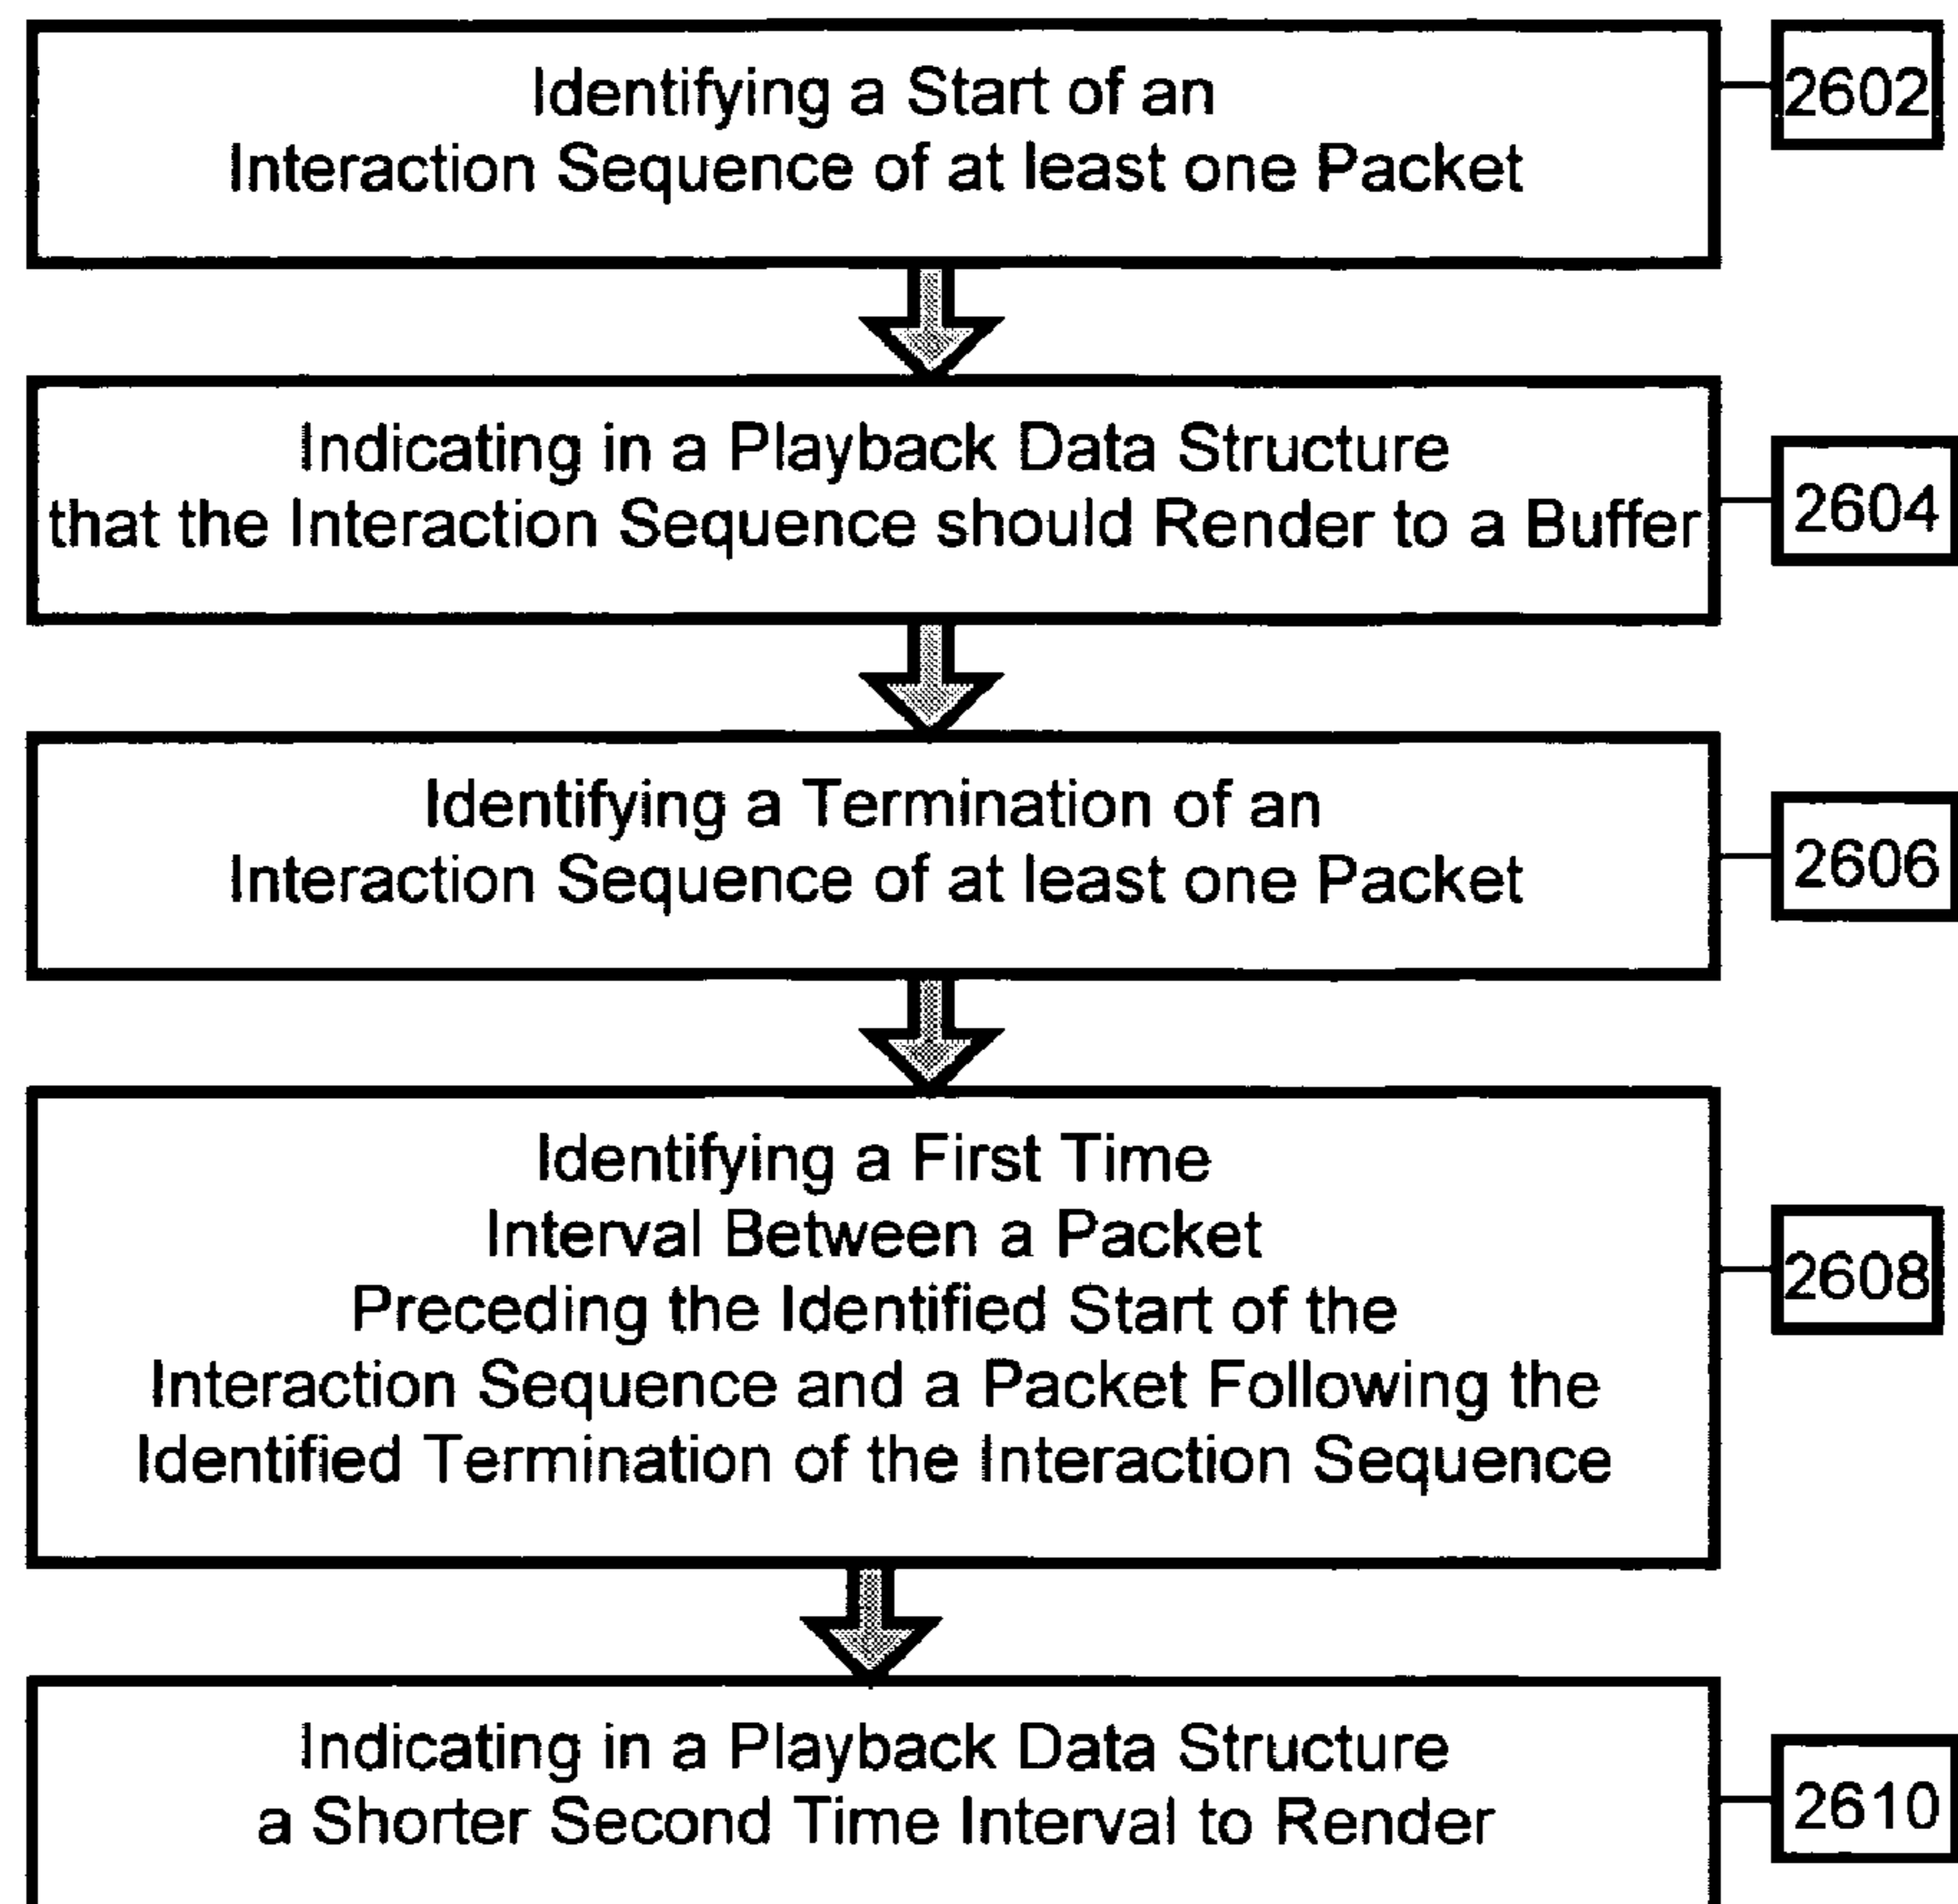 Identifying a Start of an
Interaction Sequence of at least one Packet
2602
Indicating in a Playback Data Structure
that the Interaction Sequence should Render to a Buffer
2604
Identifying a Termination of an
Interaction Sequence of at least one Packet
2606
Identifying a First Time
Interval Between a Packet
Preceding the Identified Start of the
Interaction Sequence and a Packet Following the
Identified Termination of the Interaction Sequence
2608
Indicating in a Playback Data Structure
a Shorter Second Time Interval to Render
2610